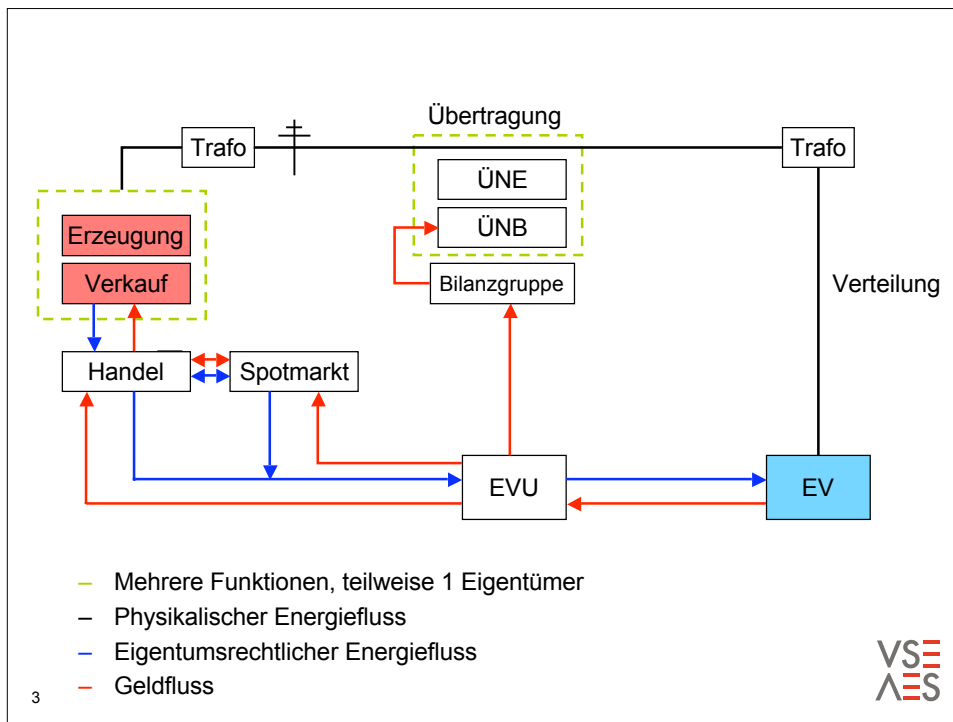 Übertragung
Trafo
Trafo
ÜNE
ÜNB
Erzeugung
Verkauf
Bilanzgruppe
Verteilung
Handel
Spotmarkt
EVU
EV
– Mehrere Funktionen, teilweise 1 Eigentümer
– Physikalischer Energiefluss
– Eigentumsrechtlicher Energiefluss
– Geldfluss
3
VSE
AES